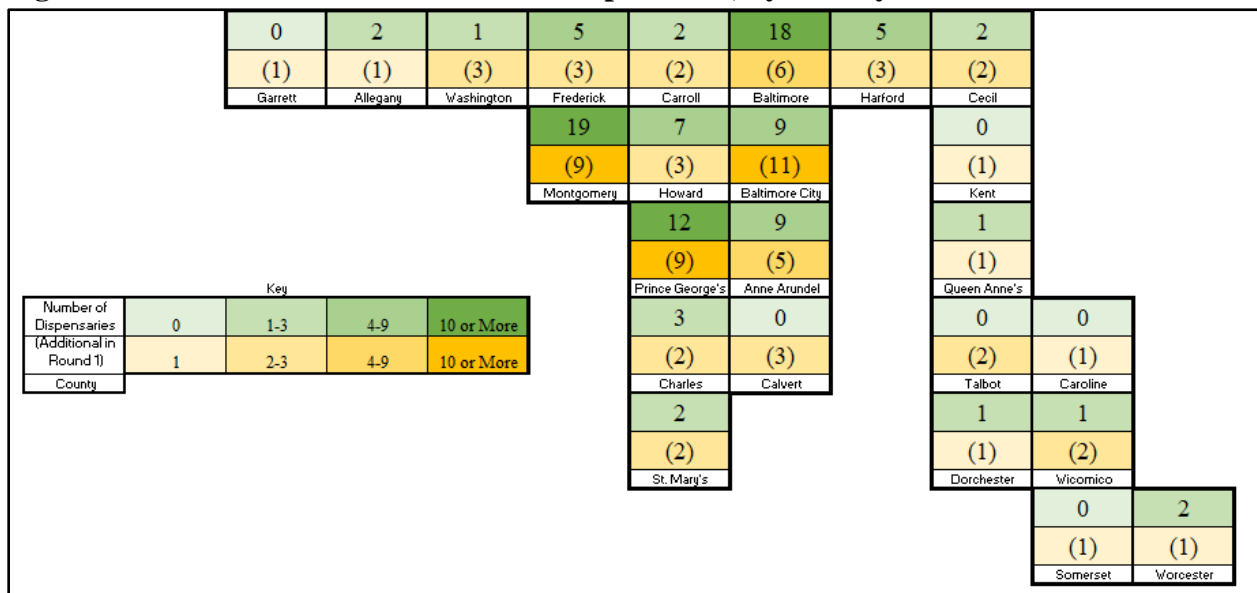 0 2 1 5 2 18 5 2
(1) (1) (3) (3) (2) (6) (3) (2)
Garrett Allegany Washington Frederick Carroll Baltimore Harford Cecil
19 7 9 0
(9) (3) (11) (1)
Montgomery Howard Baltimore City Kent
12 9 1
(9) (5) (1)
Prince George's Anne Arundel Queen Anne's
Key
Number of
Dispensaries 0 1-3 4-9 10 or More
(Additional in
Round 1) 1 2-3 4-9 10 or More
County
3 0 0 0
(2) (3) (2) (1)
Charles Calvert Talbot Caroline
2 1 1
(2) (1) (2)
St. Mary's Dorchester Wicomico
0 2
(1) (1)
Somerset Worcester